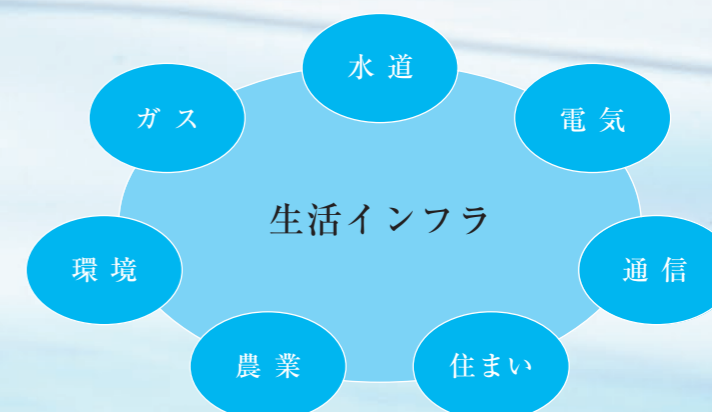 水道
ガス
電気
生活インフラ
環境
通信
農業
住まい